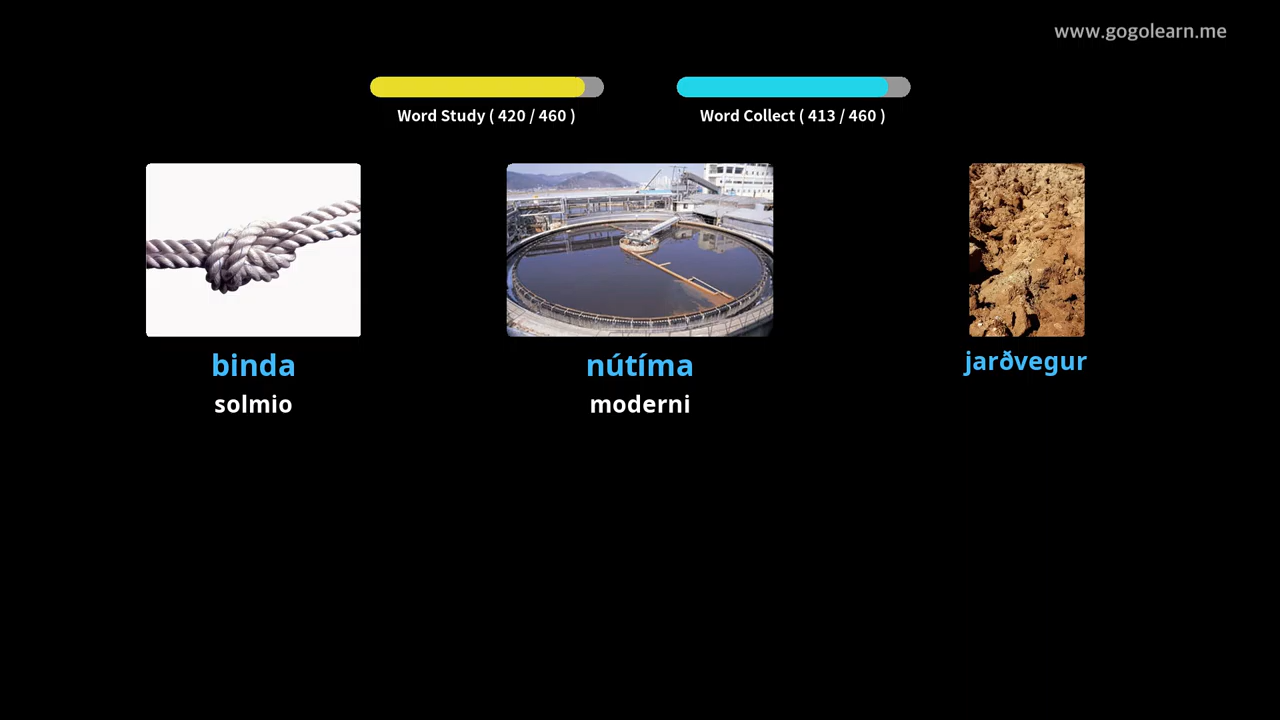 www.gogolearn.me
Word Study ( 420 / 460 )
Word Collect ( 413 / 460 )
binda
solmio
nútíma
moderni
jarðvegur